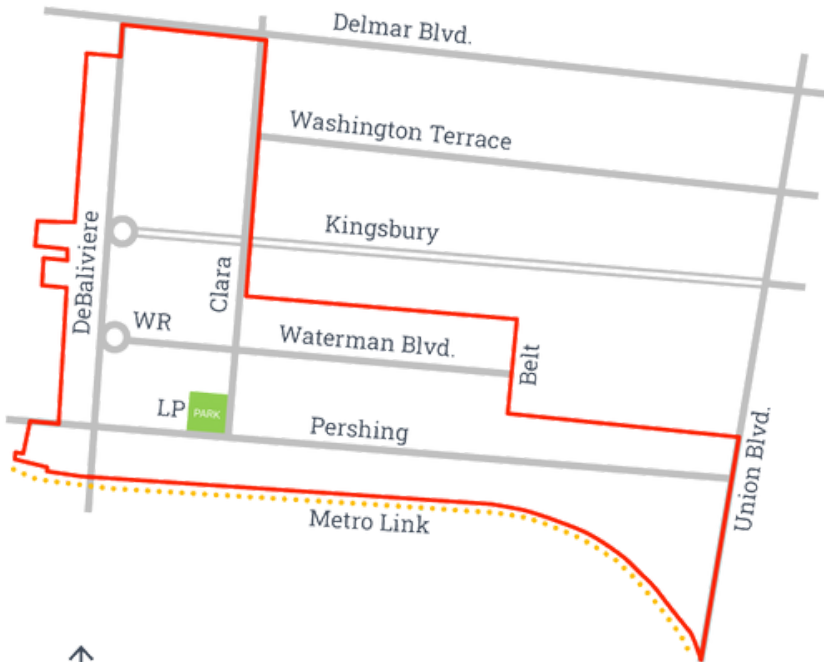 Delmar Blvd.
Washington Terrace
Kingsbury
DeBaliviere
Clara
WR
Waterman Blvd.
Belt
LP
PARK
Pershing
Union Blvd.
Metro Link